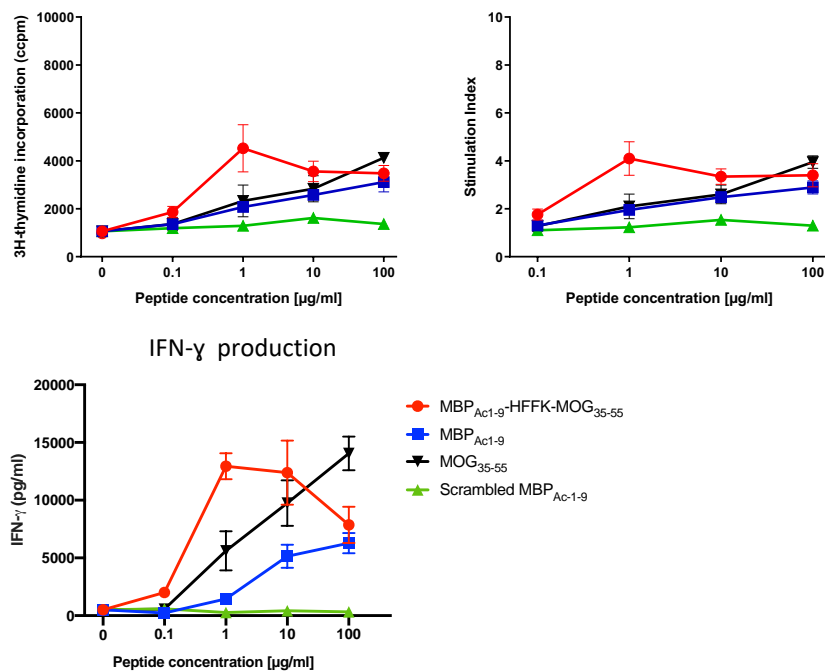 3H-thymidine incorporation (ccpm)
10000
8000
6000
4000
2000
0
0 0.1 1 10 100
Peptide concentration [µg/ml]
Stimulation Index
10
8
6
4
2
0
0.1 1 10 100
Peptide concentration [µg/ml]
IFN-ɣ production
IFN-γ (pg/ml)
20000
15000
10000
5000
0
0 0.1 1 10 100
Peptide concentration [µg/ml]
MBPAc1-9-HFFK-MOG35-55
MBPAc1-9
MOG35-55
Scrambled MBPAc-1-9